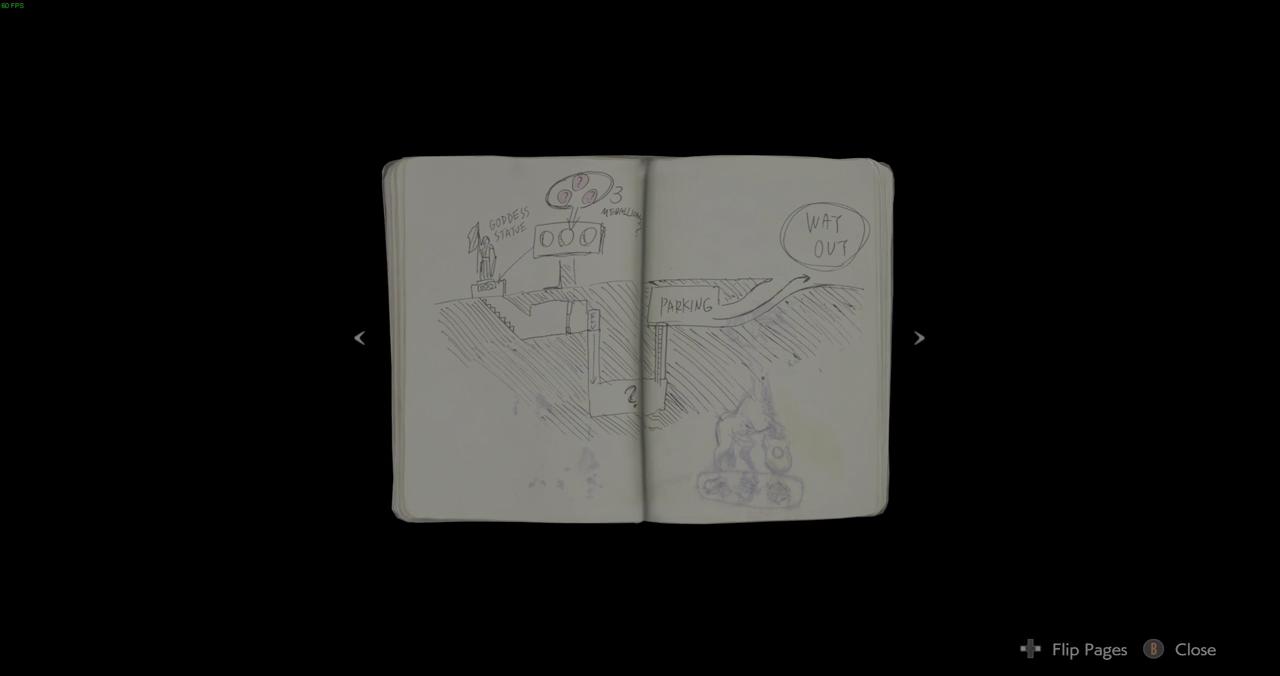 60 FPS
3
MEDALLIONS
?
? ? ?
GODDESS
STATUE
WAY
OUT
PARKING
?
Flip Pages
B
Close